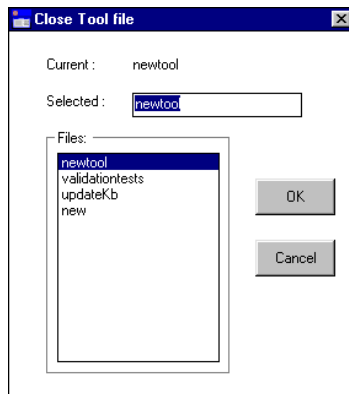 Close Tool file
Current : newtool
Selected : newtool
Files:
newtool
validationtests
updateKb
new
OK
Cancel